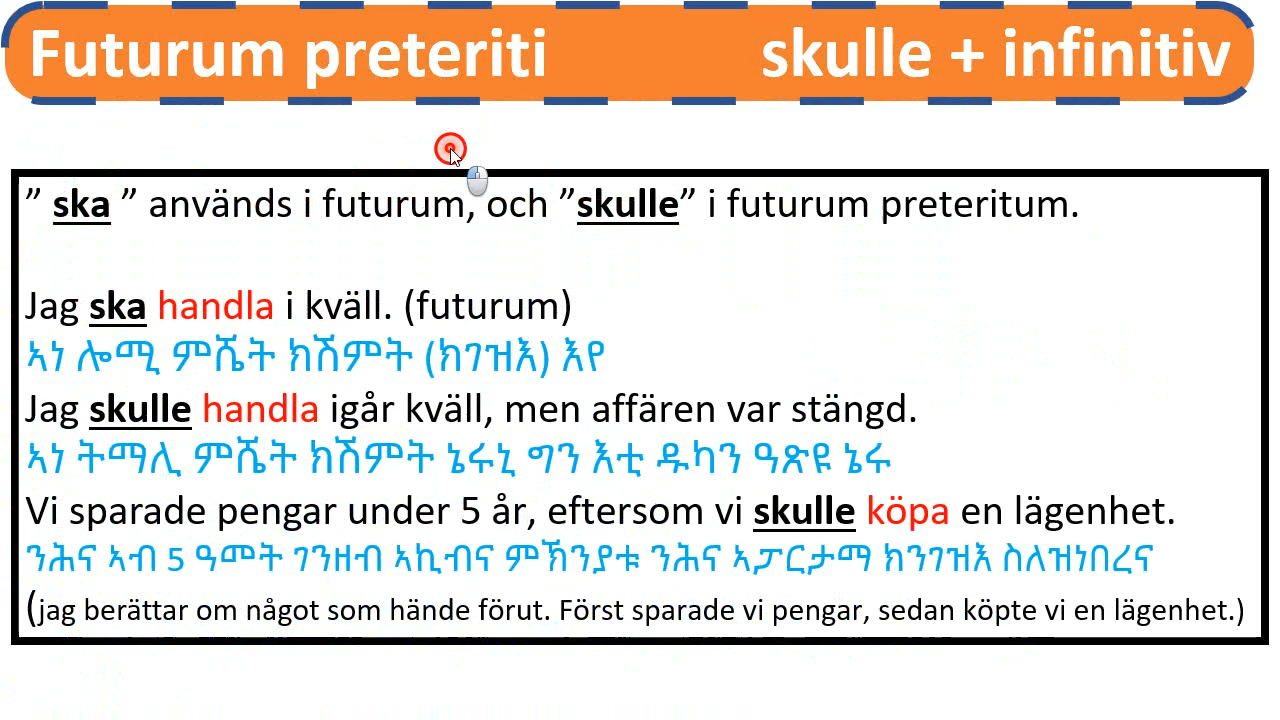 Futurum preteriti skulle + infinitiv
” ska ” används i futurum, och ”skulle” i futurum preteritum.
Jag ska handla i kväll. (futurum)
ኣነ ሎሚ ምሼት ክሽምት (ክገዝእ) እየ
Jag skulle handla igår kväll, men affären var stängd.
ኣነ ትማሊ ምሼት ክሽምት ኔሩኒ ግን እቲ ዱካን ዓጽዩ ኔሩ
Vi sparade pengar under 5 år, eftersom vi skulle köpa en lägenhet.
ንሕና ኣብ 5 ዓመት ገንዘብ ኣኪብና ምኽንያቱ ንሕና ኣፓርታማ ክንገዝእ ስለዝነበረና
(jag berättar om något som hände förut. Först sparade vi pengar, sedan köpte vi en lägenhet.)